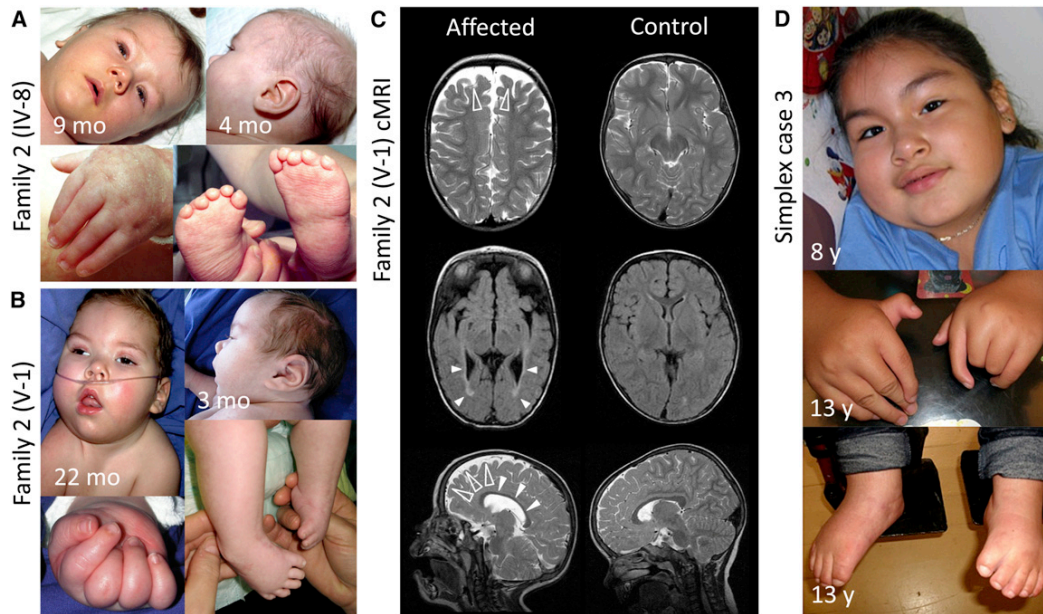 A
Family 2 (IV-8)
9 mo
4 mo
B
Family 2 (V-1)
22 mo
3 mo
C
Family 2 (V-1) cMRI
Affected
Control
D
Simplex case 3
8 y
13 y
13 y